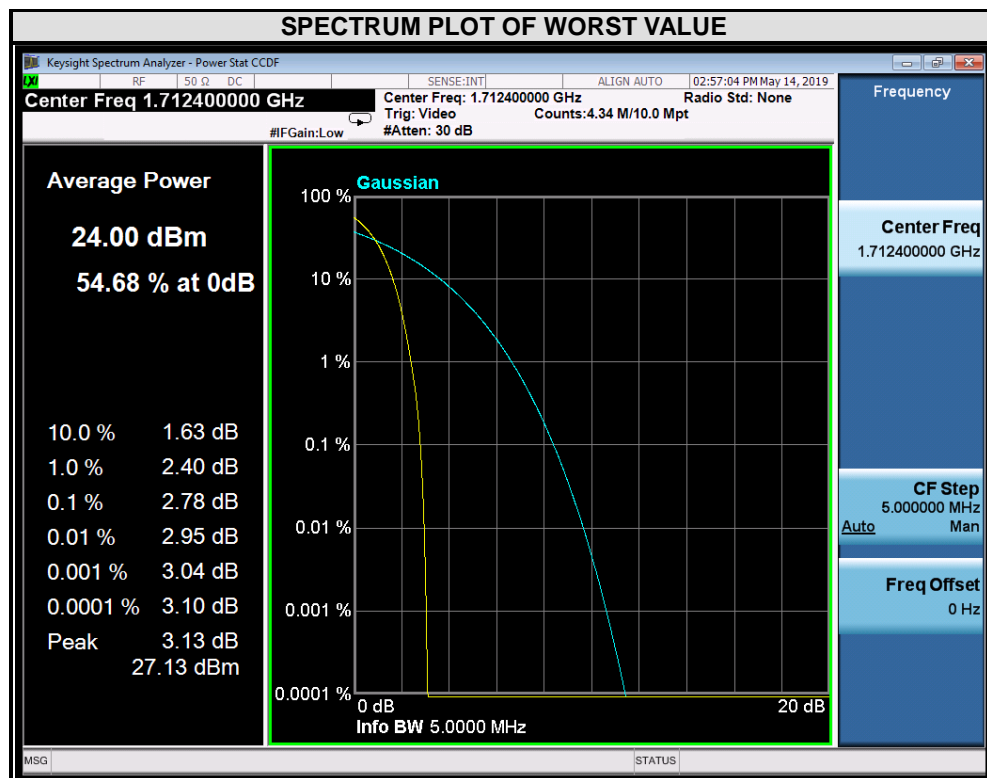 SPECTRUM PLOT OF WORST VALUE
Keysight Spectrum Analyzer - Power Stat CCDF
LXI RF 50 Ω DC SENSE:INT ALIGN AUTO 02:57:04 PM May 14, 2019
Center Freq 1.712400000 GHz
#IFGain:Low
Center Freq: 1.712400000 GHz Radio Std: None
Trig: Video Counts:4.34 M/10.0 Mpt
#Atten: 30 dB
Average Power
24.00 dBm
54.68 % at 0dB
10.0 % 1.63 dB
1.0 % 2.40 dB
0.1 % 2.78 dB
0.01 % 2.95 dB
0.001 % 3.04 dB
0.0001 % 3.10 dB
Peak 3.13 dB
27.13 dBm
Gaussian
100 %
10 %
1 %
0.1 %
0.01 %
0.001 %
0.0001 %
0 dB 20 dB
Info BW 5.0000 MHz
Frequency
Center Freq
1.712400000 GHz
CF Step
5.000000 MHz
Auto Man
Freq Offset
0 Hz
MSG STATUS